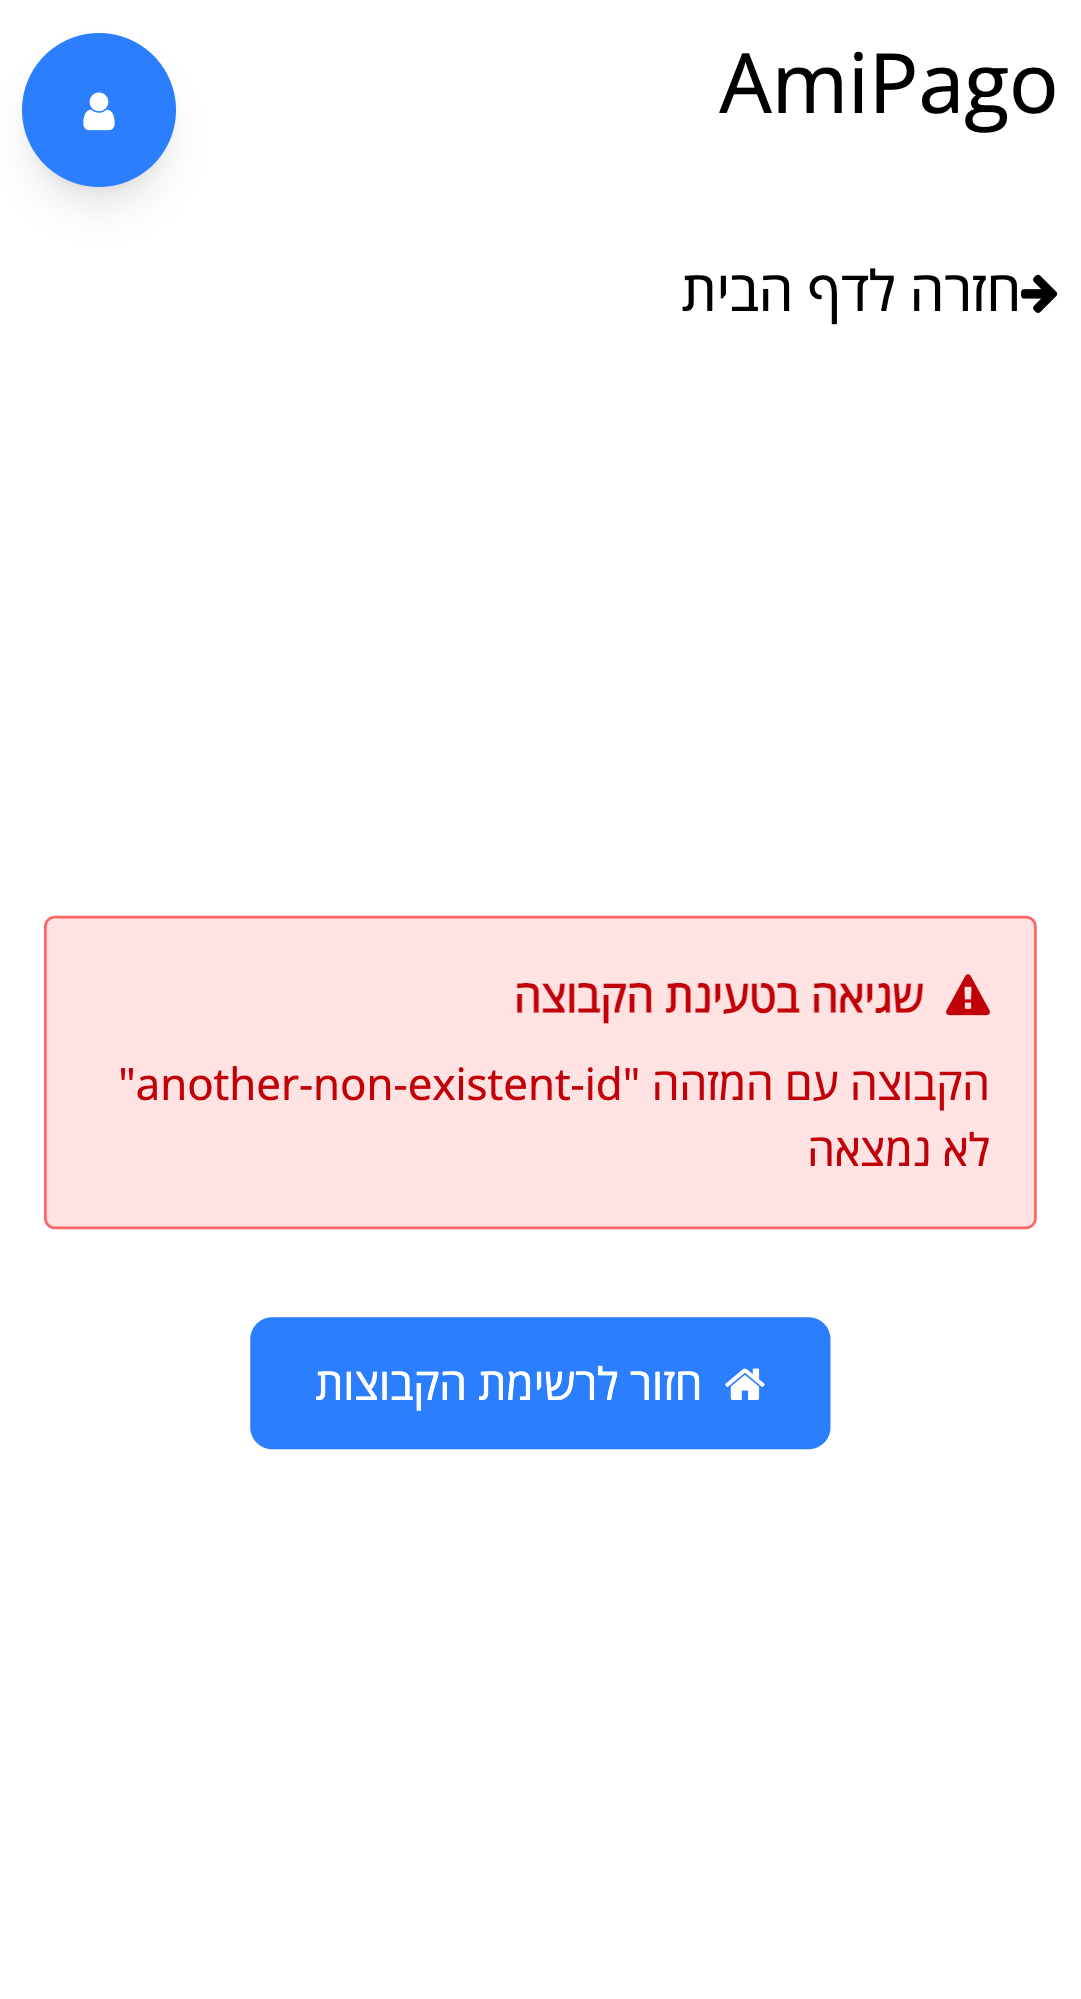 AmiPago
חזרה לדף הבית
שגיאה בטעינת הקבוצה
הקבוצה עם המזהה "another-non-existent-id"
לא נמצאה
חזור לרשימת הקבוצות